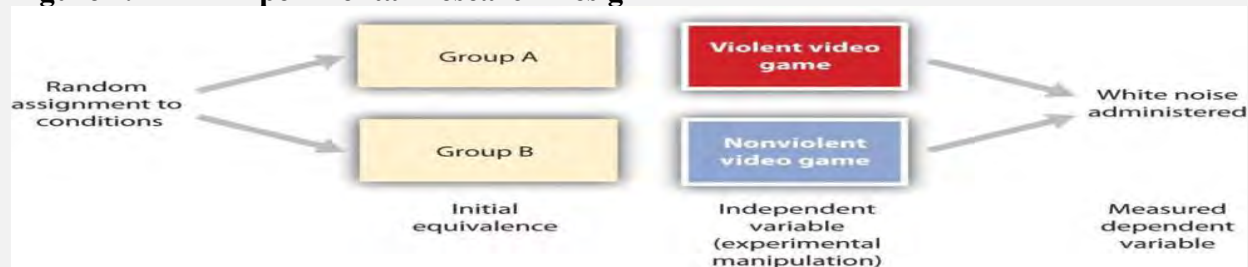 Random
assignment to
conditions
Group A
Group B
Initial
equivalence
Violent video
game
Nonviolent
video game
Independent
variable
(experimental
manipulation)
White noise
administered
Measured
dependent
variable